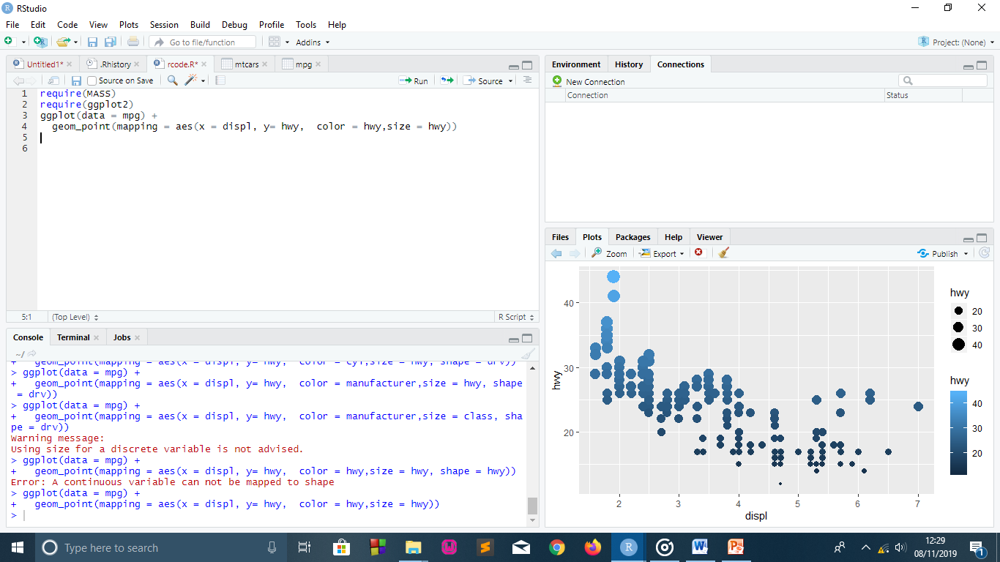 RStudio
File Edit Code View Plots Session Build Debug Profile Tools Help
Go to file/function Addins Project: (None)
Untitled1* .Rhistory rcode.R* mtcars mpg
Source on Save Run Source
1 require(MASS)
2 require(ggplot2)
3 ggplot(data = mpg) +
4 geom_point(mapping = aes(x = displ, y= hwy,  color = hwy,size = hwy))
5
6
5:1 (Top Level) R Script
Console Terminal Jobs
~/
+   geom_point(mapping = aes(x = displ, y= hwy,  color = cyl,size = hwy, shape = drv))
> ggplot(data = mpg) +
+   geom_point(mapping = aes(x = displ, y= hwy,  color = manufacturer,size = hwy, shape
 = drv))
> ggplot(data = mpg) +
+   geom_point(mapping = aes(x = displ, y= hwy,  color = manufacturer,size = class, sha
pe = drv))
Warning message:
Using size for a discrete variable is not advised.
> ggplot(data = mpg) +
+   geom_point(mapping = aes(x = displ, y= hwy,  color = hwy,size = hwy, shape = hwy))
Error: A continuous variable can not be mapped to shape
> ggplot(data = mpg) +
+   geom_point(mapping = aes(x = displ, y= hwy,  color = hwy,size = hwy))
>
Environment History Connections
New Connection
Connection Status
Files Plots Packages Help Viewer
Zoom Export Publish
hwy
40
30
20
2 3 4 5 6 7
displ
hwy
20
30
40
hwy
40
30
20
Type here to search
12:29
08/11/2019
1